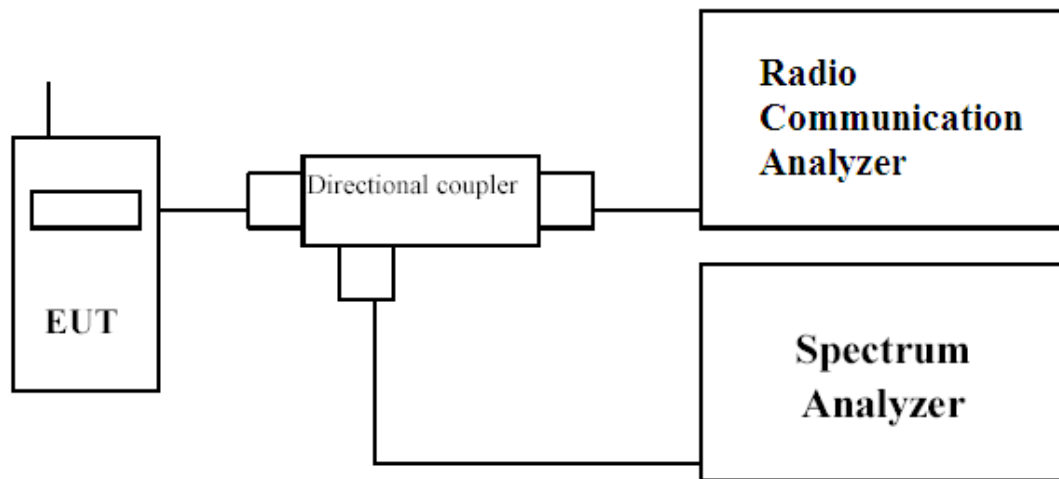 Radio
Communication
Analyzer
Directional coupler
EUT
Spectrum
Analyzer